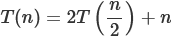 T(n) = 2T(n/2) + n